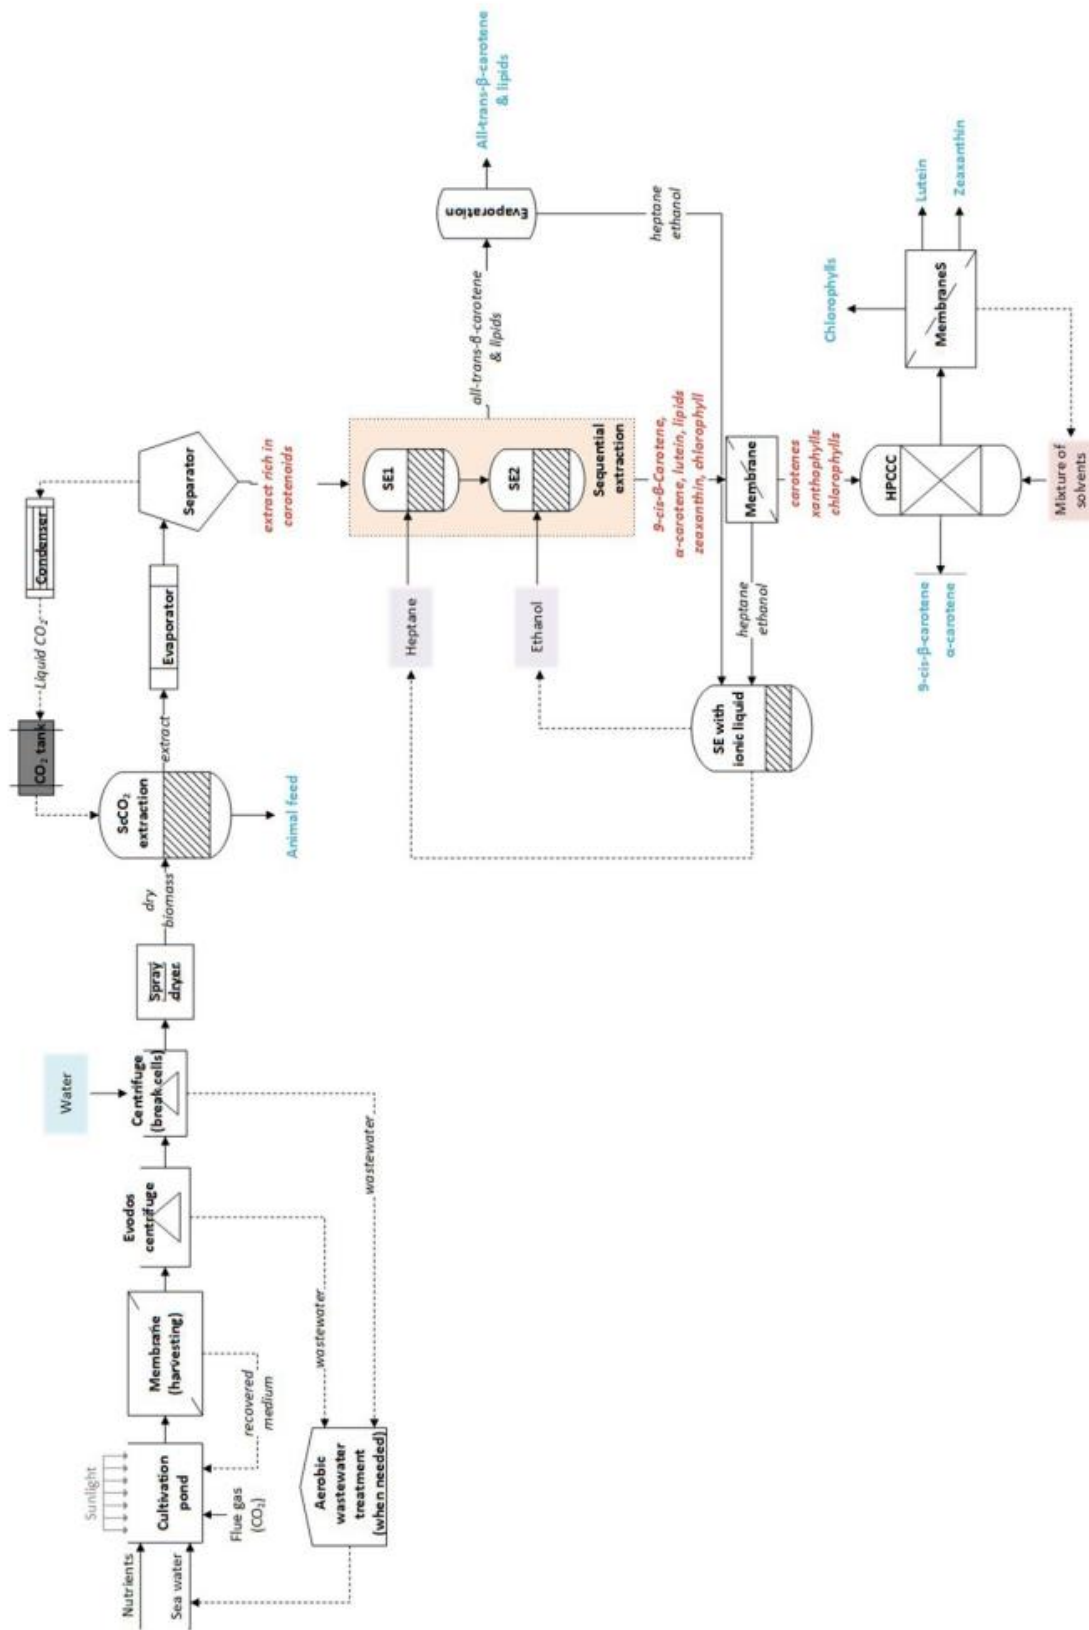 Nutrients
Sea water
Sunlight
Cultivation
pond
Flue gas
(CO₂)
recovered
medium
Membrane
(harvesting)
Evodos
centrifuge
Water
Centrifuge
(break cells)
Spray
dryer
dry
biomass
wastewater
wastewater
Aerobic
wastewater
treatment
(when needed)
ScCO₂
extraction
Animal feed
extract
CO₂ tank
Liquid CO₂
Condenser
Evaporator
Separator
extract rich in
carotenoids
Heptane
Ethanol
SE1
SE2
Sequential
extraction
all-trans-β-carotene
& lipids
Evaporation
All-trans-β-carotene
& lipids
heptane
ethanol
9-cis-β-Carotene,
α-carotene, lutein, lipids
zeaxanthin, chlorophyll
Membrane
heptane
ethanol
SE with
ionic liquid
carotenes
xanthophylls
chlorophylls
HPCCC
9-cis-β-carotene
α-carotene
Mixture of
solvents
Membranes
Chlorophylls
Lutein
Zeaxanthin